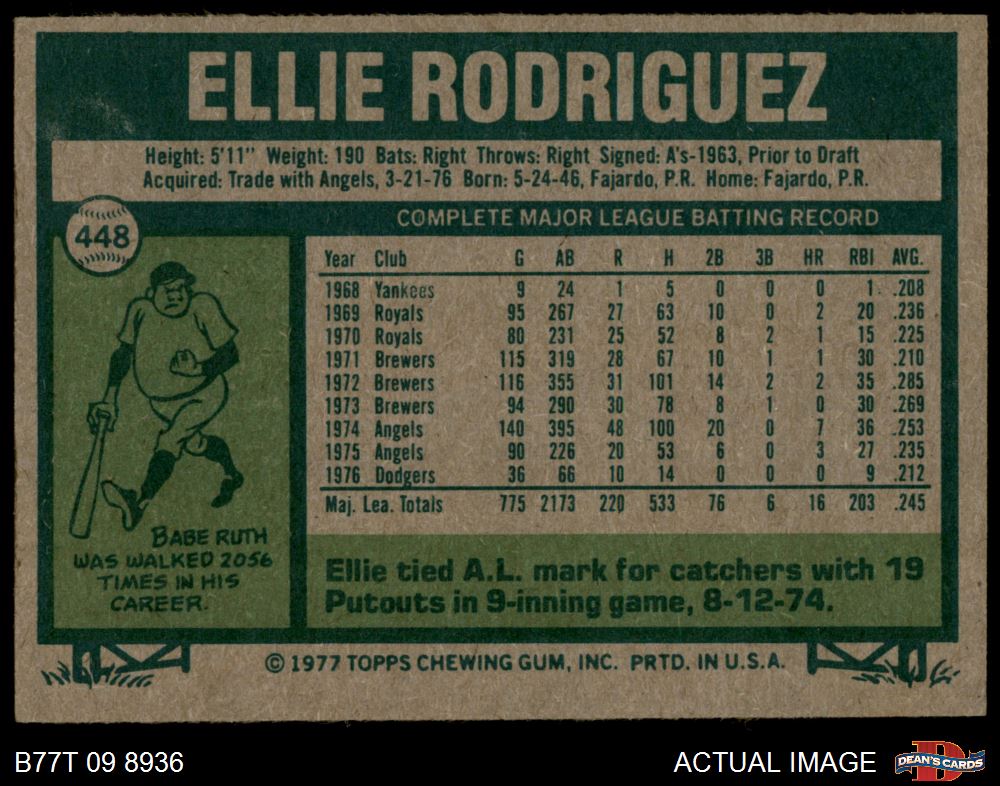 ELLIE RODRIGUEZ
Height: 5'11" Weight: 190 Bats: Right Throws: Right Signed: A's-1963, Prior to Draft
Acquired: Trade with Angels, 3-21-76 Born: 5-24-46, Fajardo, P.R. Home: Fajardo, P.R.
448
COMPLETE MAJOR LEAGUE BATTING RECORD
Year Club G AB R H 2B 3B HR RBI AVG.
1968 Yankees 9 24 1 5 0 0 0 1 .208
1969 Royals 95 267 27 63 10 0 2 20 .236
1970 Royals 80 231 25 52 8 2 1 15 .225
1971 Brewers 115 319 28 67 10 1 1 30 .210
1972 Brewers 116 355 31 101 14 2 2 35 .285
1973 Brewers 94 290 30 78 8 1 0 30 .269
1974 Angels 140 395 48 100 20 0 7 36 .253
1975 Angels 90 226 20 53 6 0 3 27 .235
1976 Dodgers 36 66 10 14 0 0 0 9 .212
Maj. Lea. Totals 775 2173 220 533 76 6 16 203 .245
BABE RUTH
WAS WALKED 2056
TIMES IN HIS
CAREER.
Ellie tied A.L. mark for catchers with 19
Putouts in 9-inning game, 8-12-74.
© 1977 TOPPS CHEWING GUM, INC. PRTD. IN U.S.A.
B77T 09 8936
ACTUAL IMAGE
D
DEAN'S CARDS